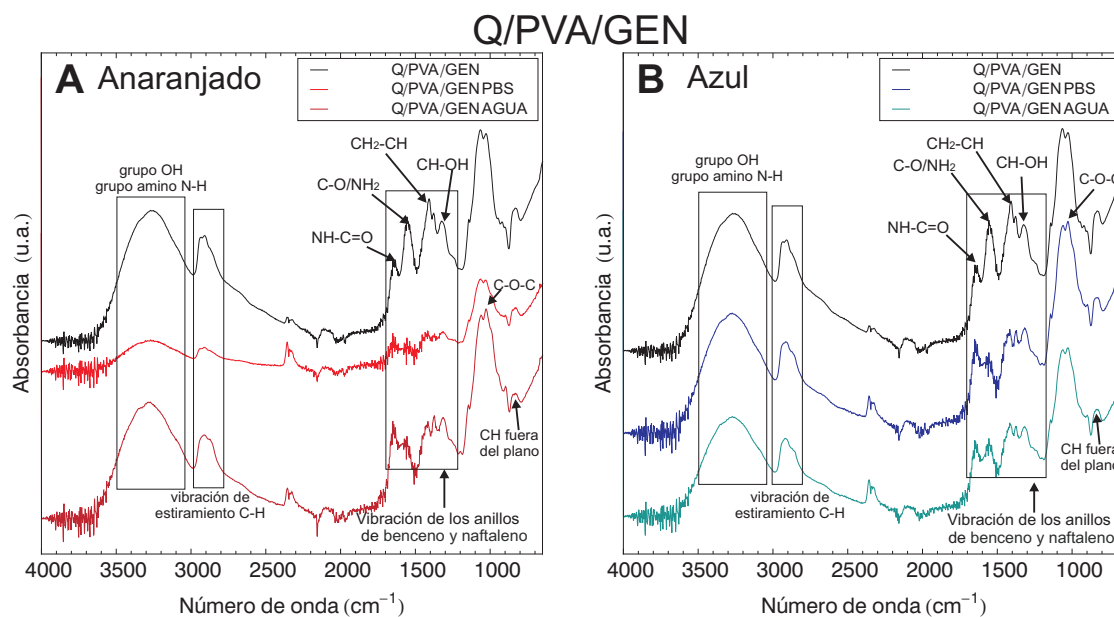 Q/PVA/GEN
A Anaranjado
Q/PVA/GEN
Q/PVA/GEN PBS
Q/PVA/GEN AGUA
grupo OH
grupo amino N-H
CH2-CH
C-O/NH2
CH-OH
NH-C=O
C-O-C
CH fuera
del plano
vibración de
estiramiento C-H
Vibración de los anillos
de benceno y naftaleno
Absorbancia (u.a.)
4000 3500 3000 2500 2000 1500 1000
Número de onda (cm⁻¹)
B Azul
Q/PVA/GEN
Q/PVA/GEN PBS
Q/PVA/GEN AGUA
grupo OH
grupo amino N-H
CH2-CH
C-O/NH2
CH-OH
C-O-C
NH-C=O
CH fuera
del plano
vibración de
estiramiento C-H
Vibración de los anillos
de benceno y naftaleno
Absorbancia (u.a.)
4000 3500 3000 2500 2000 1500 1000
Número de onda (cm⁻¹)